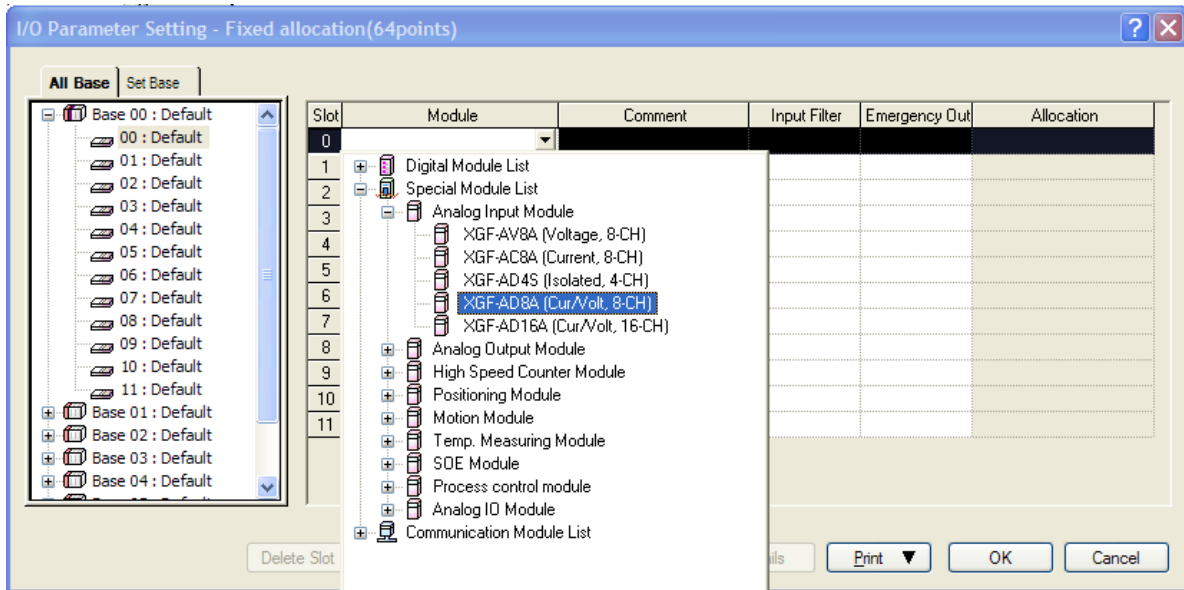 I/O Parameter Setting - Fixed allocation(64points)
All Base
Set Base
Base 00 : Default
00 : Default
01 : Default
02 : Default
03 : Default
04 : Default
05 : Default
06 : Default
07 : Default
08 : Default
09 : Default
10 : Default
11 : Default
Base 01 : Default
Base 02 : Default
Base 03 : Default
Base 04 : Default
Slot Module Comment Input Filter Emergency Out Allocation
0
1
2
3
4
5
6
7
8
9
10
11
Digital Module List
Special Module List
Analog Input Module
XGF-AV8A (Voltage, 8-CH)
XGF-AC8A (Current, 8-CH)
XGF-AD4S (Isolated, 4-CH)
XGF-AD8A (Cur/Volt, 8-CH)
XGF-AD16A (Cur/Volt, 16-CH)
Analog Output Module
High Speed Counter Module
Positioning Module
Motion Module
Temp. Measuring Module
SOE Module
Process control module
Analog IO Module
Communication Module List
Delete Slot
Print ▼
OK
Cancel